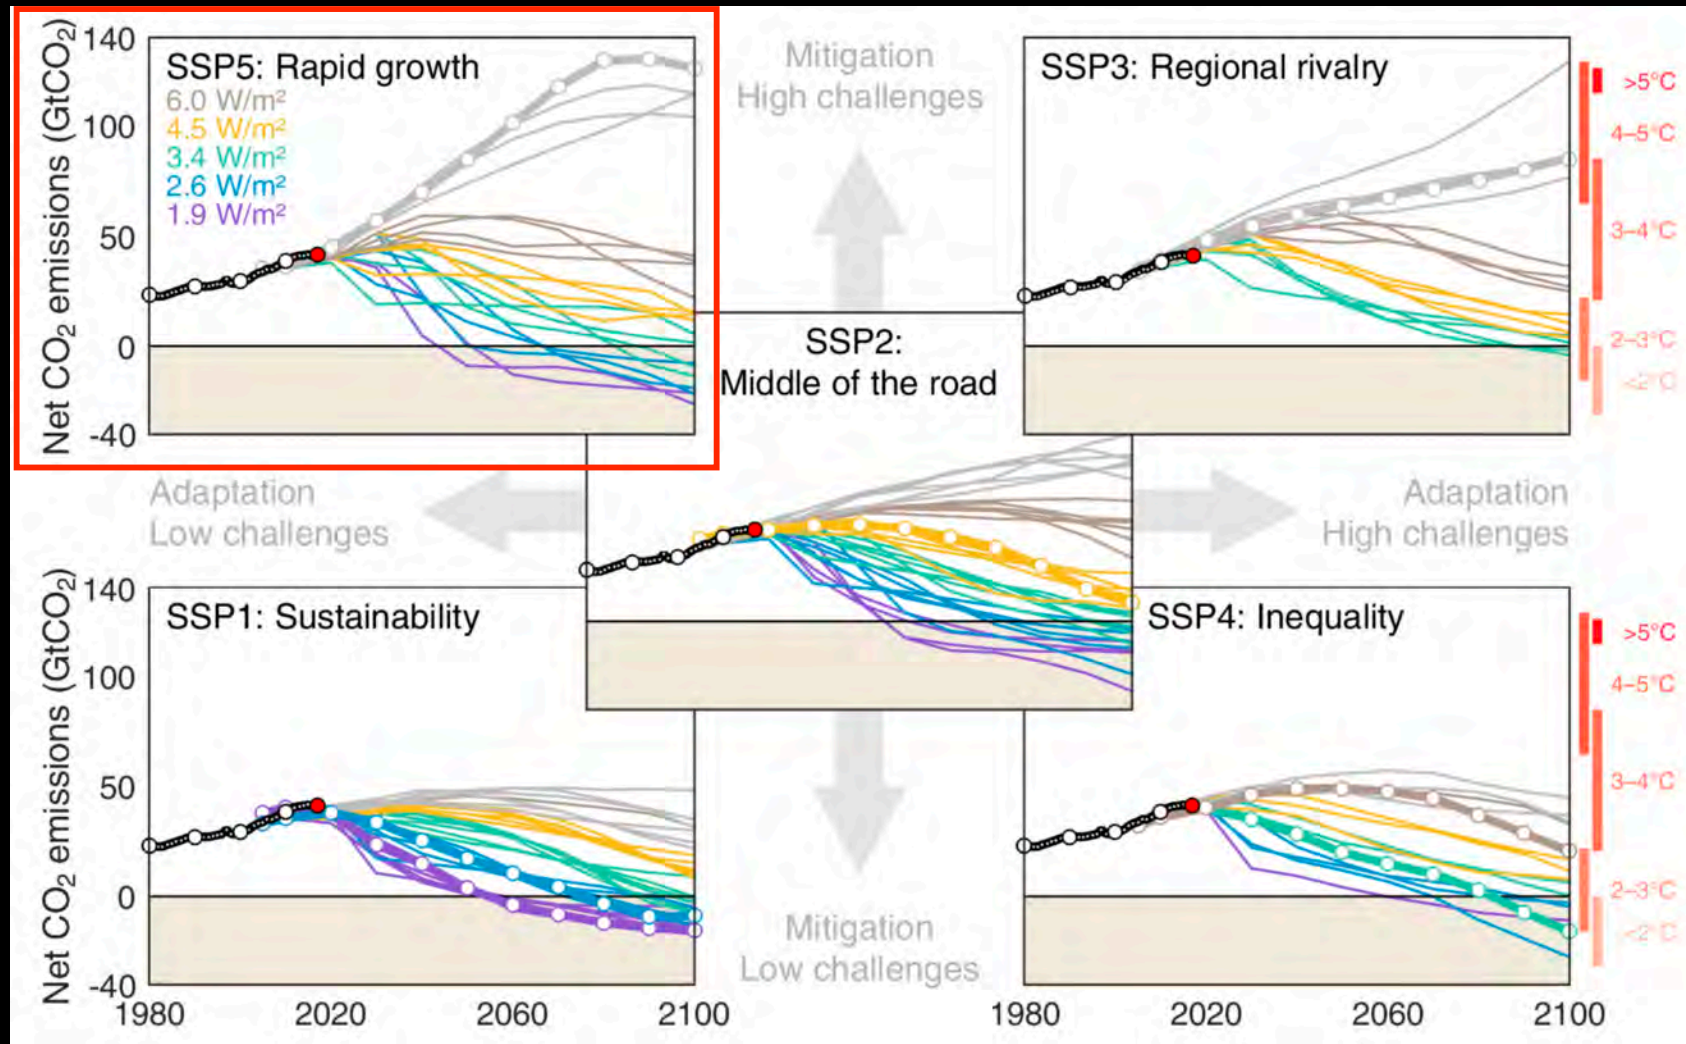 Net CO₂ emissions (GtCO₂)
140
100
50
0
-40
SSP5: Rapid growth
6.0 W/m²
4.5 W/m²
3.4 W/m²
2.6 W/m²
1.9 W/m²
Mitigation
High challenges
SSP3: Regional rivalry
>5°C
4–5°C
3–4°C
2–3°C
<2°C
SSP2:
Middle of the road
Adaptation
Low challenges
Adaptation
High challenges
Net CO₂ emissions (GtCO₂)
140
100
50
0
-40
SSP1: Sustainability
1980
2020
2060
2100
Mitigation
Low challenges
SSP4: Inequality
1980
2020
2060
2100
>5°C
4–5°C
3–4°C
2–3°C
<2°C